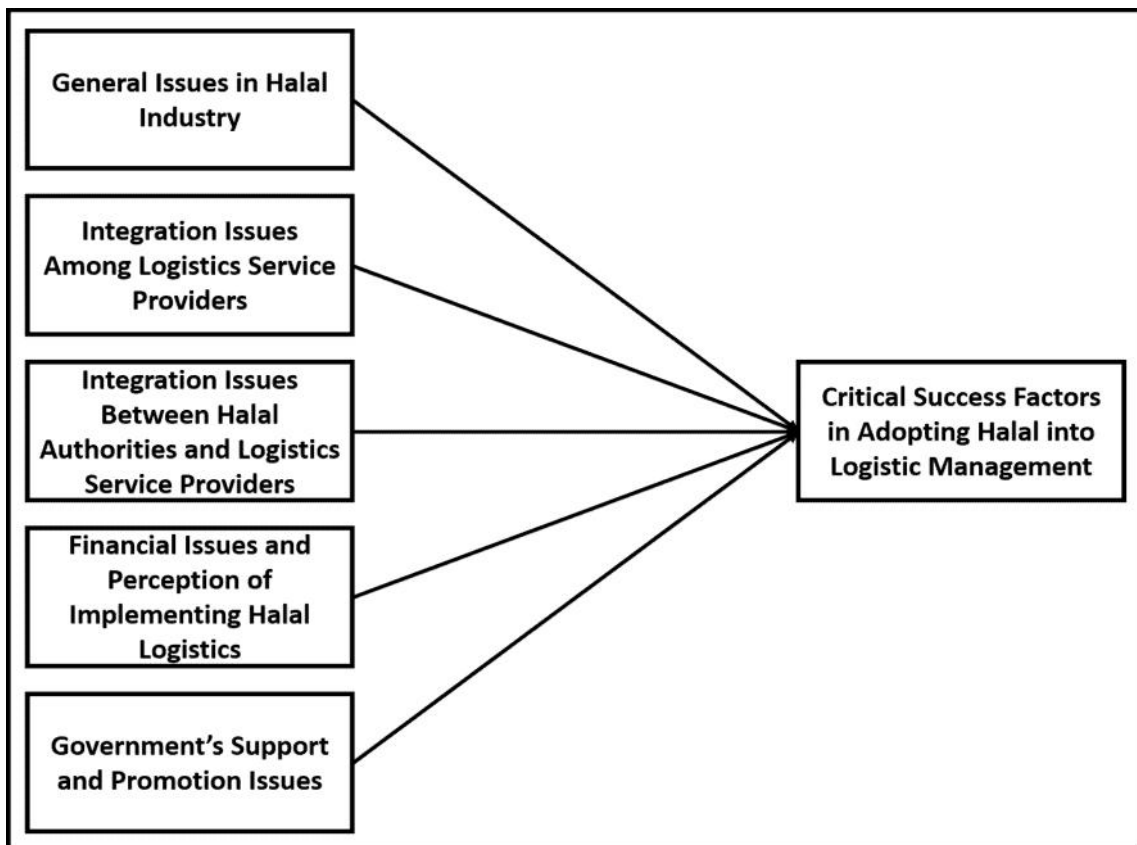 General Issues in Halal
Industry
Integration Issues
Among Logistics Service
Providers
Integration Issues
Between Halal
Authorities and Logistics
Service Providers
Financial Issues and
Perception of
Implementing Halal
Logistics
Government’s Support
and Promotion Issues
Critical Success Factors
in Adopting Halal into
Logistic Management